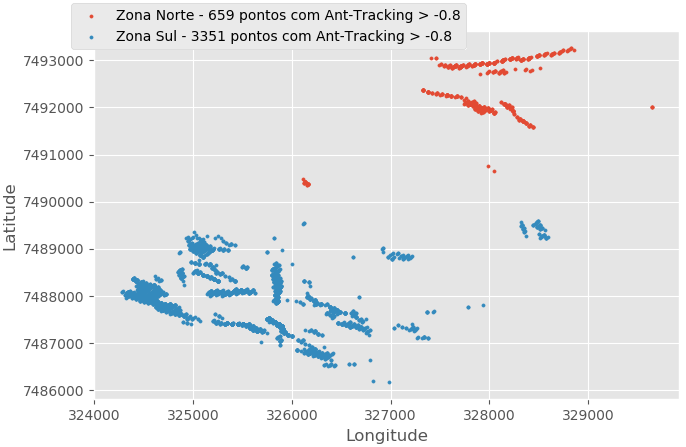 Zona Norte - 659 pontos com Ant-Tracking > -0.8
Zona Sul - 3351 pontos com Ant-Tracking > -0.8
7493000
7492000
7491000
7490000
7489000
7488000
7487000
7486000
Latitude
324000 325000 326000 327000 328000 329000
Longitude